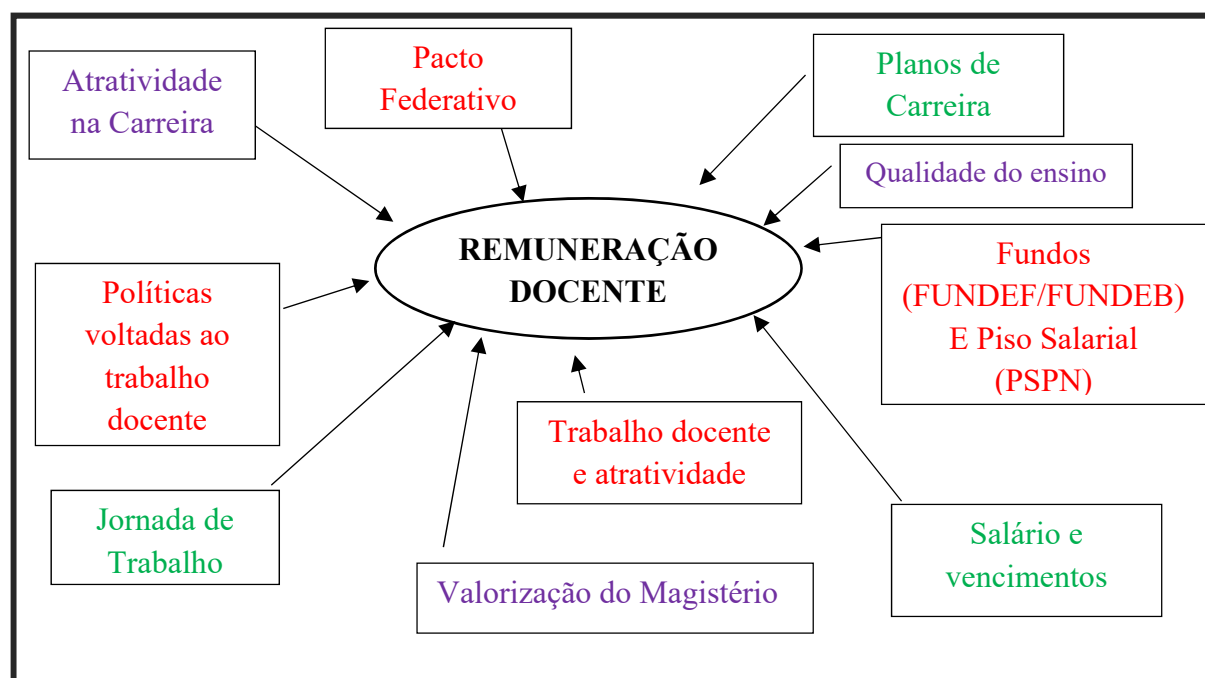 Atratividade
na Carreira
Pacto
Federativo
Planos de
Carreira
Qualidade do ensino
REMUNERAÇÃO
DOCENTE
Políticas
voltadas ao
trabalho
docente
Fundos
(FUNDEF/FUNDEB)
E Piso Salarial
(PSPN)
Trabalho docente
e atratividade
Jornada de
Trabalho
Valorização do Magistério
Salário e
vencimentos